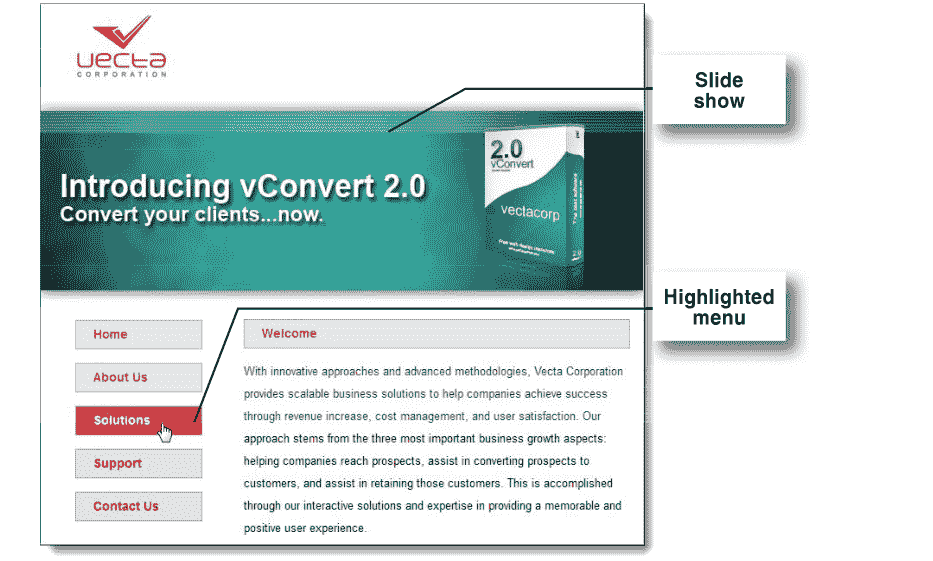 vecta
CORPORATION
Slide
show
2.0
vConvert
Introducing vConvert 2.0
Convert your clients...now.
vectacorp
Highlighted
menu
Home
About Us
Solutions
Support
Contact Us
Welcome
With innovative approaches and advanced methodologies, Vecta Corporation
provides scalable business solutions to help companies achieve success
through revenue increase, cost management, and user satisfaction. Our
approach stems from the three most important business growth aspects:
helping companies reach prospects, assist in converting prospects to
customers, and assist in retaining those customers. This is accomplished
through our interactive solutions and expertise in providing a memorable and
positive user experience.